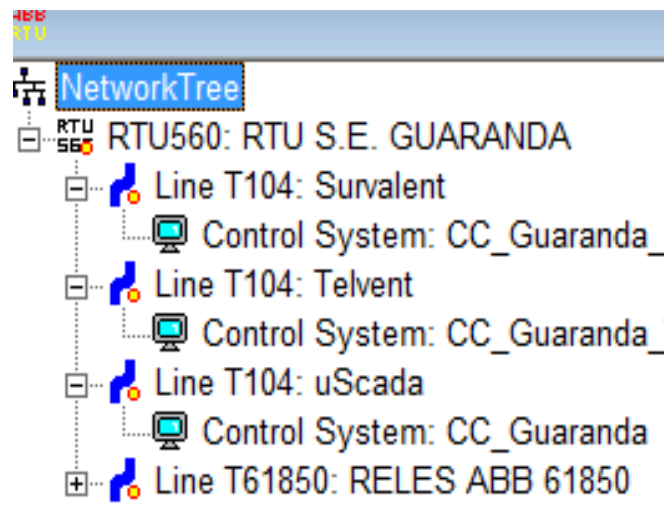 ABB
RTU
NetworkTree
RTU
560
RTU560: RTU S.E. GUARANDA
Line T104: Survalent
Control System: CC_Guaranda_
Line T104: Telvent
Control System: CC_Guaranda_
Line T104: uScada
Control System: CC_Guaranda
Line T61850: RELES ABB 61850